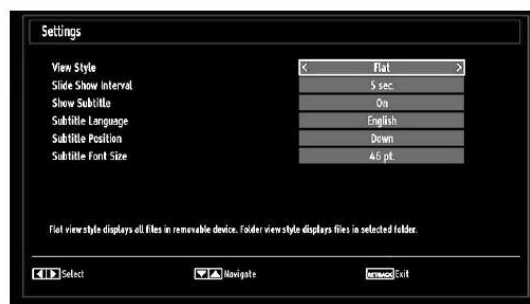 Settings
View Style < Flat >
Slide Show Interval 5 sec.
Show Subtitle On
Subtitle Language English
Subtitle Position Down
Subtitle Font Size 46 pt.
Flat view style displays all files in removable device. Folder view style displays files in selected folder.
Select Navigate RET/BACK Exit